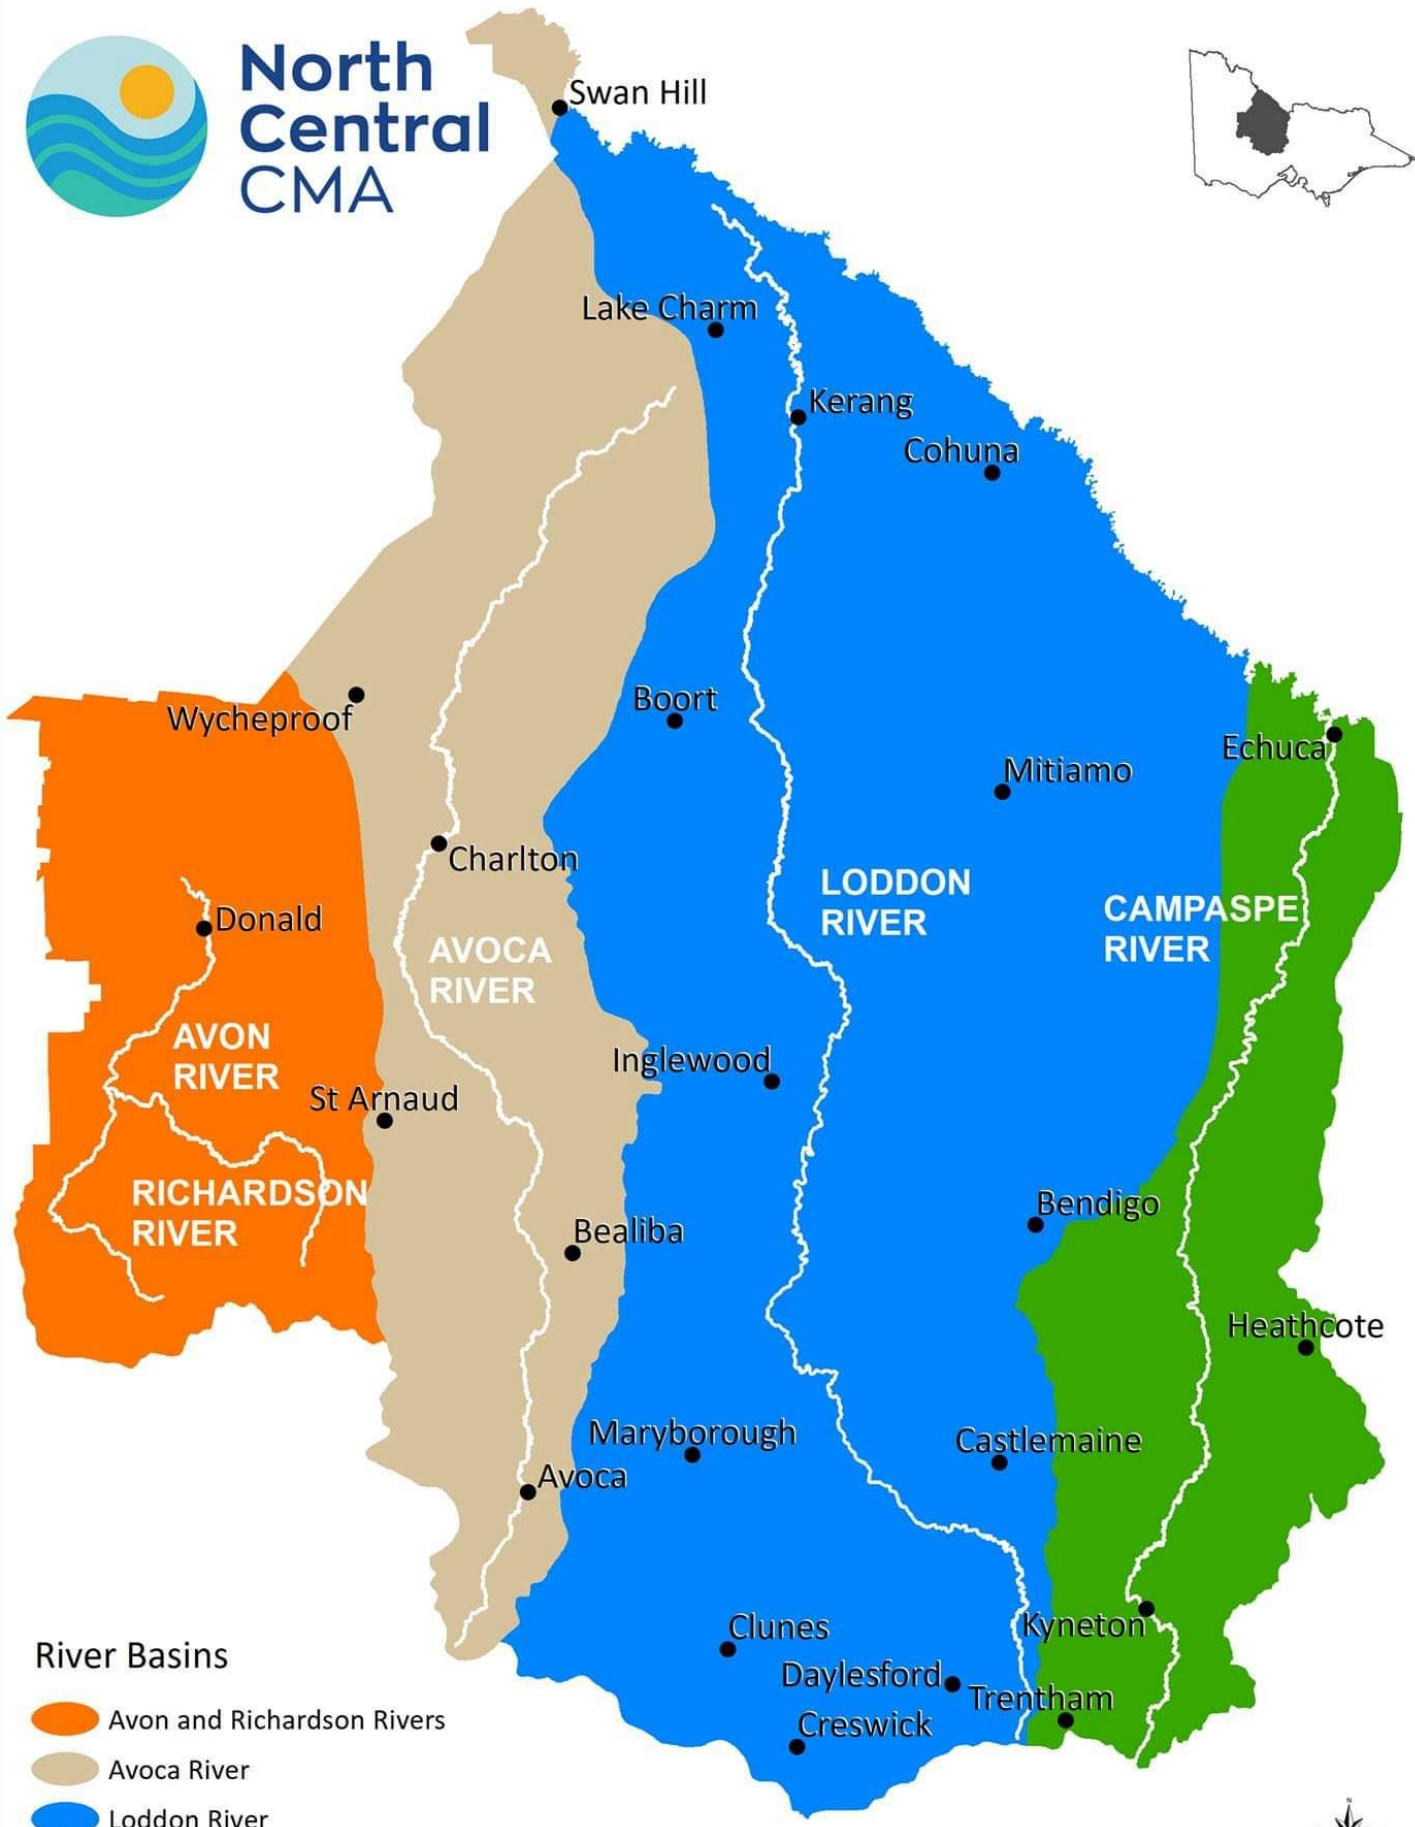 North
Central
CMA
Swan Hill
Lake Charm
Kerang
Cohuna
Wycheproof
Boort
Echuca
Mitiamo
Charlton
LODDON
RIVER
CAMPASPE
RIVER
Donald
AVOCA
RIVER
AVON
RIVER
Inglewood
St Arnaud
RICHARDSON
RIVER
Bendigo
Bealiba
Heathcote
Maryborough
Castlemaine
Avoca
Clunes
Kyneton
Daylesford
Trentham
Creswick
River Basins
Avon and Richardson Rivers
Avoca River
Loddon River
N